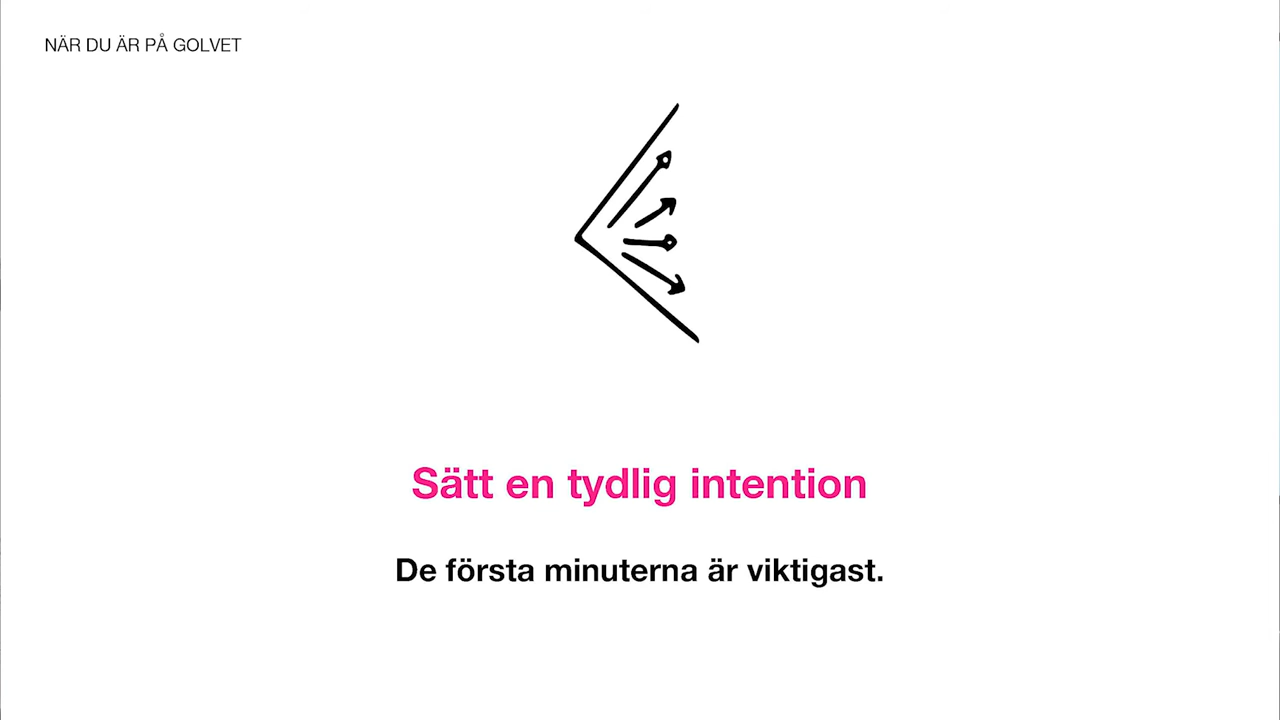 NÄR DU ÄR PÅ GOLVET
Sätt en tydlig intention
De första minuterna är viktigast.